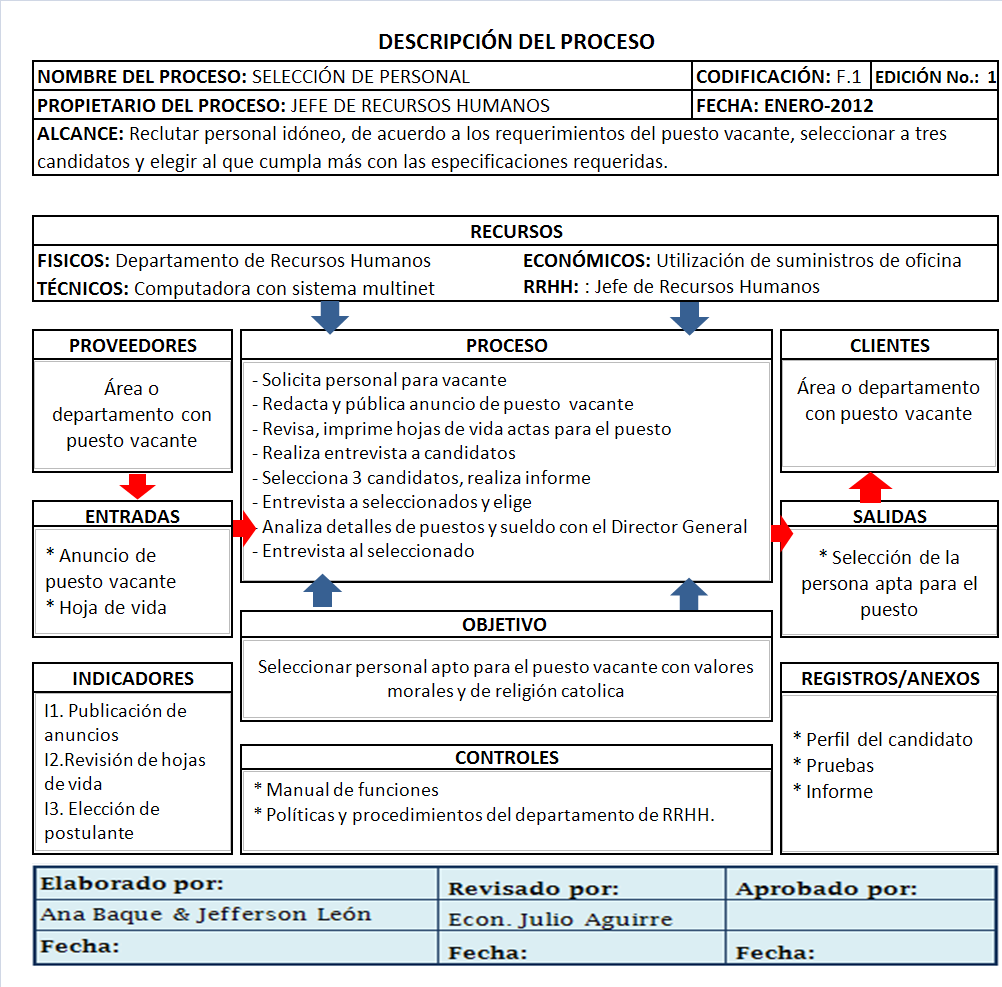 DESCRIPCIÓN DEL PROCESO
NOMBRE DEL PROCESO: SELECCIÓN DE PERSONAL
CODIFICACIÓN: F.1
EDICIÓN No.: 1
PROPIETARIO DEL PROCESO: JEFE DE RECURSOS HUMANOS
FECHA: ENERO-2012
ALCANCE: Reclutar personal idóneo, de acuerdo a los requerimientos del puesto vacante, seleccionar a tres
candidatos y elegir al que cumpla más con las especificaciones requeridas.
RECURSOS
FISICOS: Departamento de Recursos Humanos
ECONÓMICOS: Utilización de suministros de oficina
TÉCNICOS: Computadora con sistema multinet
RRHH: : Jefe de Recursos Humanos
PROVEEDORES
Área o
departamento con
puesto vacante
PROCESO
- Solicita personal para vacante
- Redacta y pública anuncio de puesto vacante
- Revisa, imprime hojas de vida actas para el puesto
- Realiza entrevista a candidatos
- Selecciona 3 candidatos, realiza informe
- Entrevista a seleccionados y elige
- Analiza detalles de puestos y sueldo con el Director General
- Entrevista al seleccionado
CLIENTES
Área o departamento
con puesto vacante
ENTRADAS
* Anuncio de
puesto vacante
* Hoja de vida
SALIDAS
* Selección de la
persona apta para el
puesto
OBJETIVO
Seleccionar personal apto para el puesto vacante con valores
morales y de religión catolica
INDICADORES
I1. Publicación de
anuncios
I2.Revisión de hojas
de vida
I3. Elección de
postulante
CONTROLES
* Manual de funciones
* Políticas y procedimientos del departamento de RRHH.
REGISTROS/ANEXOS
* Perfil del candidato
* Pruebas
* Informe
Elaborado por:
Revisado por:
Aprobado por:
Ana Baque & Jefferson León
Econ. Julio Aguirre
Fecha:
Fecha:
Fecha: